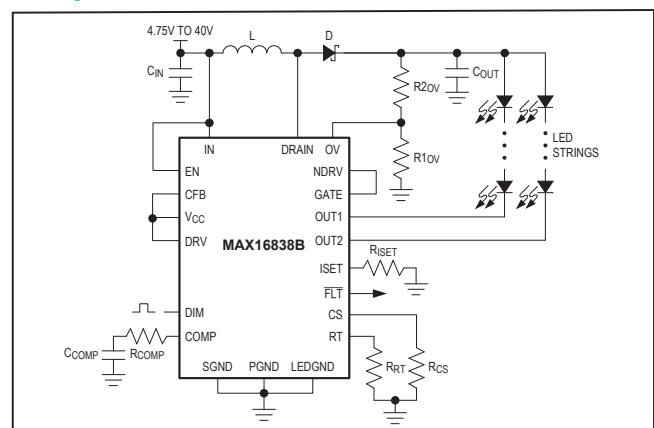 4.75V TO 40V
L
D
CIN
R2OV
COUT
IN
DRAIN
OV
R1OV
LED
STRINGS
EN
NDRV
CFB
GATE
VCC
OUT1
DRV
MAX16838B
OUT2
RISET
ISET
FLT
DIM
CS
COMP
RT
CCOMP
RCOMP
SGND
PGND
LEDGND
RRT
RCS